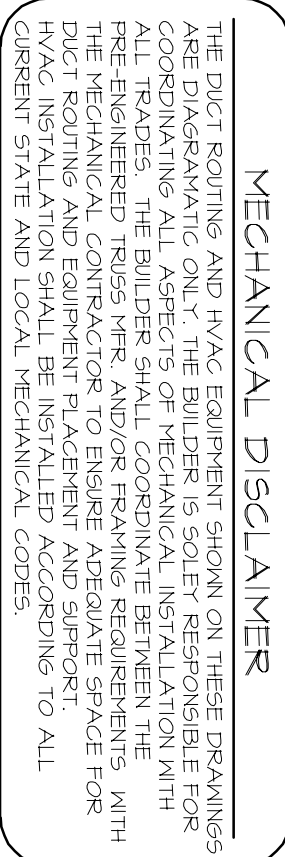 MECHANICAL DISCLAIMER
THE DUCT ROUTING AND HVAC EQUIPMENT SHOWN ON THESE DRAWINGS
ARE DIAGRAMATIC ONLY. THE BUILDER IS SOLEY RESPONSIBLE FOR
COORDINATING ALL ASPECTS OF MECHANICAL INSTALLATION WITH
ALL TRADES. THE BUILDER SHALL COORDINATE BETWEEN THE
PRE-ENGINEERED TRUSS MFR. AND/OR FRAMING REQUIREMENTS WITH
THE MECHANICAL CONTRACTOR TO ENSURE ADEQUATE SPACE FOR
DUCT ROUTING AND EQUIPMENT PLACEMENT AND SUPPORT.
HVAC INSTALLATION SHALL BE INSTALLED ACCORDING TO ALL
CURRENT STATE AND LOCAL MECHANICAL CODES.